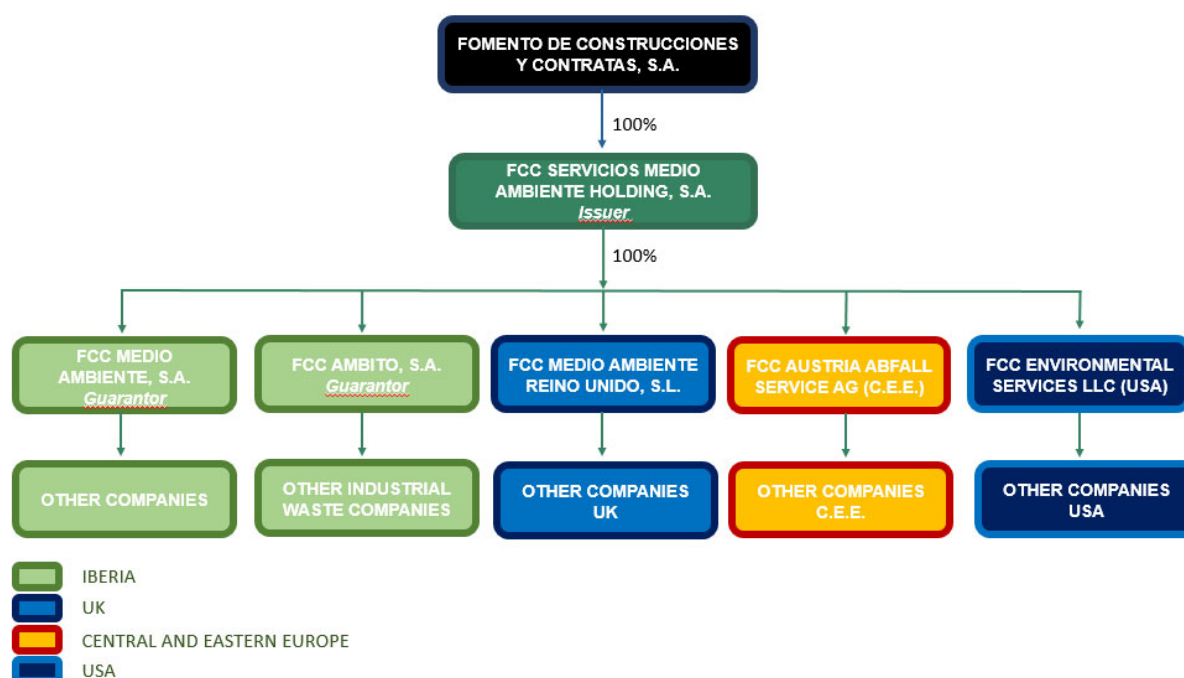 FOMENTO DE CONSTRUCCIONES
Y CONTRATAS, S.A.
100%
FCC SERVICIOS MEDIO
AMBIENTE HOLDING, S.A.
Issuer
100%
FCC MEDIO
AMBIENTE, S.A.
Guarantor
FCC AMBITO, S.A.
Guarantor
FCC MEDIO AMBIENTE
REINO UNIDO, S.L.
FCC AUSTRIA ABFALL
SERVICE AG (C.E.E.)
FCC ENVIRONMENTAL
SERVICES LLC (USA)
OTHER COMPANIES
OTHER INDUSTRIAL
WASTE COMPANIES
OTHER COMPANIES
UK
OTHER COMPANIES
C.E.E.
OTHER COMPANIES
USA
IBERIA
UK
CENTRAL AND EASTERN EUROPE
USA